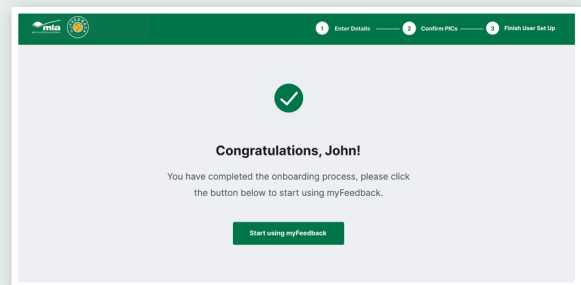 mla
1 Enter Details 2 Confirm PICs 3 Finish User Set Up
Congratulations, John!
You have completed the onboarding process, please click
the button below to start using myFeedback.
Start using myFeedback